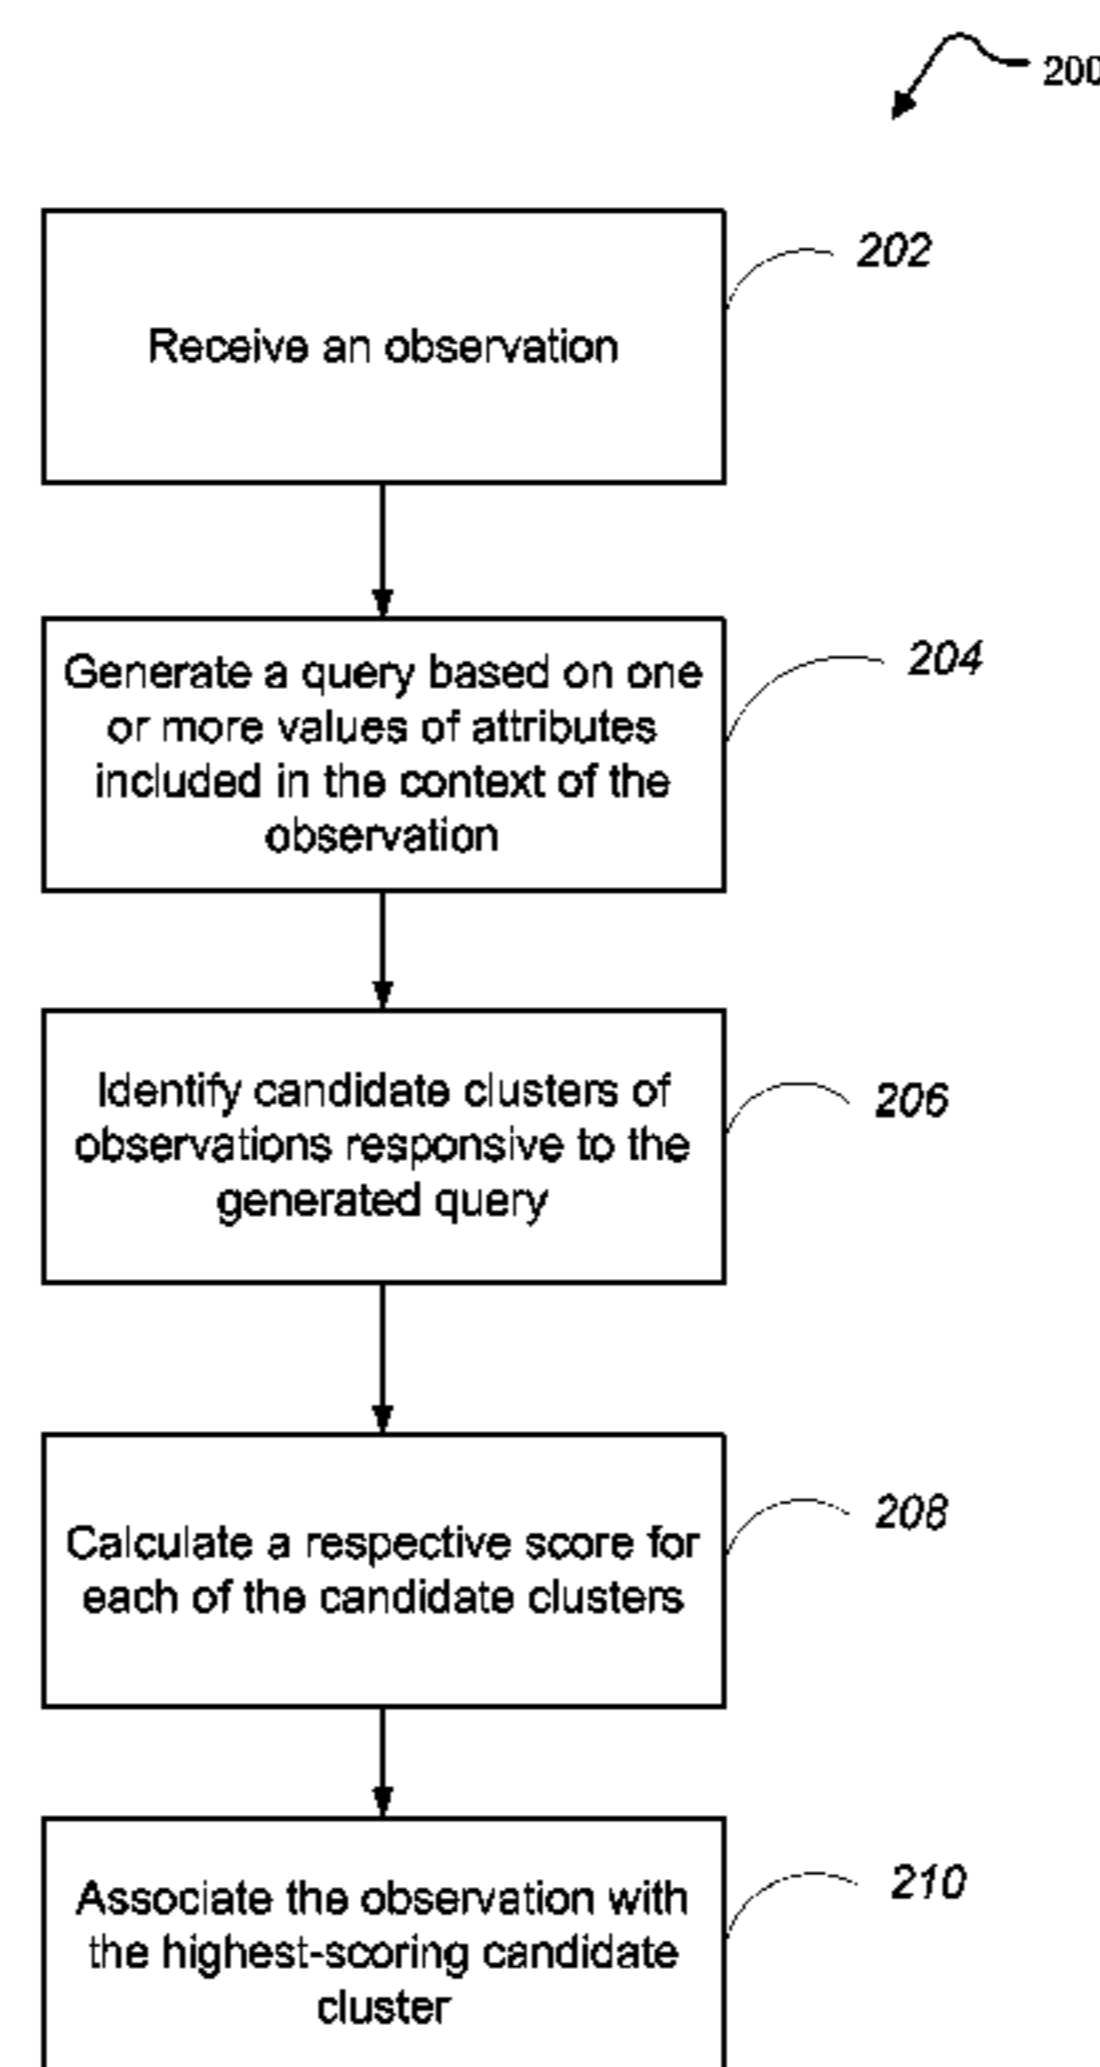 200
Receive an observation
202
Generate a query based on one
or more values of attributes
included in the context of the
observation
204
Identify candidate clusters of
observations responsive to the
generated query
206
Calculate a respective score for
each of the candidate clusters
208
Associate the observation with
the highest-scoring candidate
cluster
210